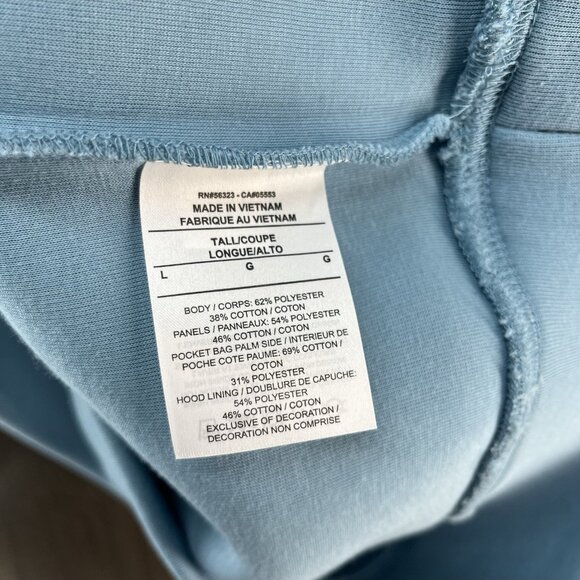 RN#56323 - CA#05553
MADE IN VIETNAM
FABRIQUE AU VIETNAM
TALL/COUPE
LONGUE/ALTO
L G G
BODY / CORPS: 62% POLYESTER
38% COTTON / COTON
PANELS / PANNEAUX: 54% POLYESTER
46% COTTON / COTON
POCKET BAG PALM SIDE / INTERIEUR DE
POCHE COTE PAUME: 69% COTTON /
COTON
31% POLYESTER
HOOD LINING / DOUBLURE DE CAPUCHE:
54% POLYESTER
46% COTTON / COTON
EXCLUSIVE OF DECORATION /
DECORATION NON COMPRISE